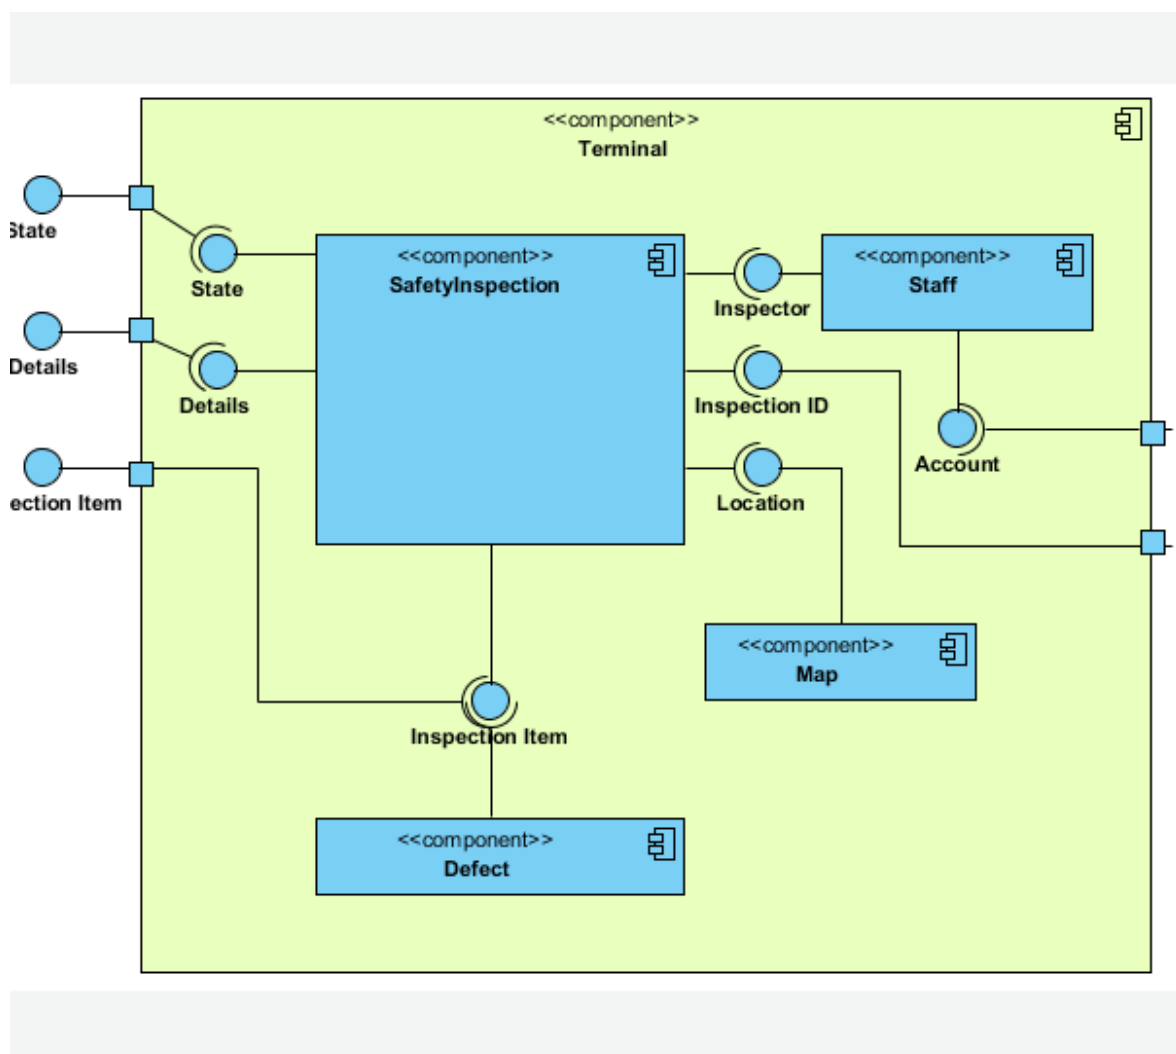 <<component>>
Terminal
State
Details
ection Item
State
Details
<<component>>
SafetyInspection
Inspector
Inspection ID
Location
<<component>>
Staff
Account
<<component>>
Map
Inspection Item
<<component>>
Defect